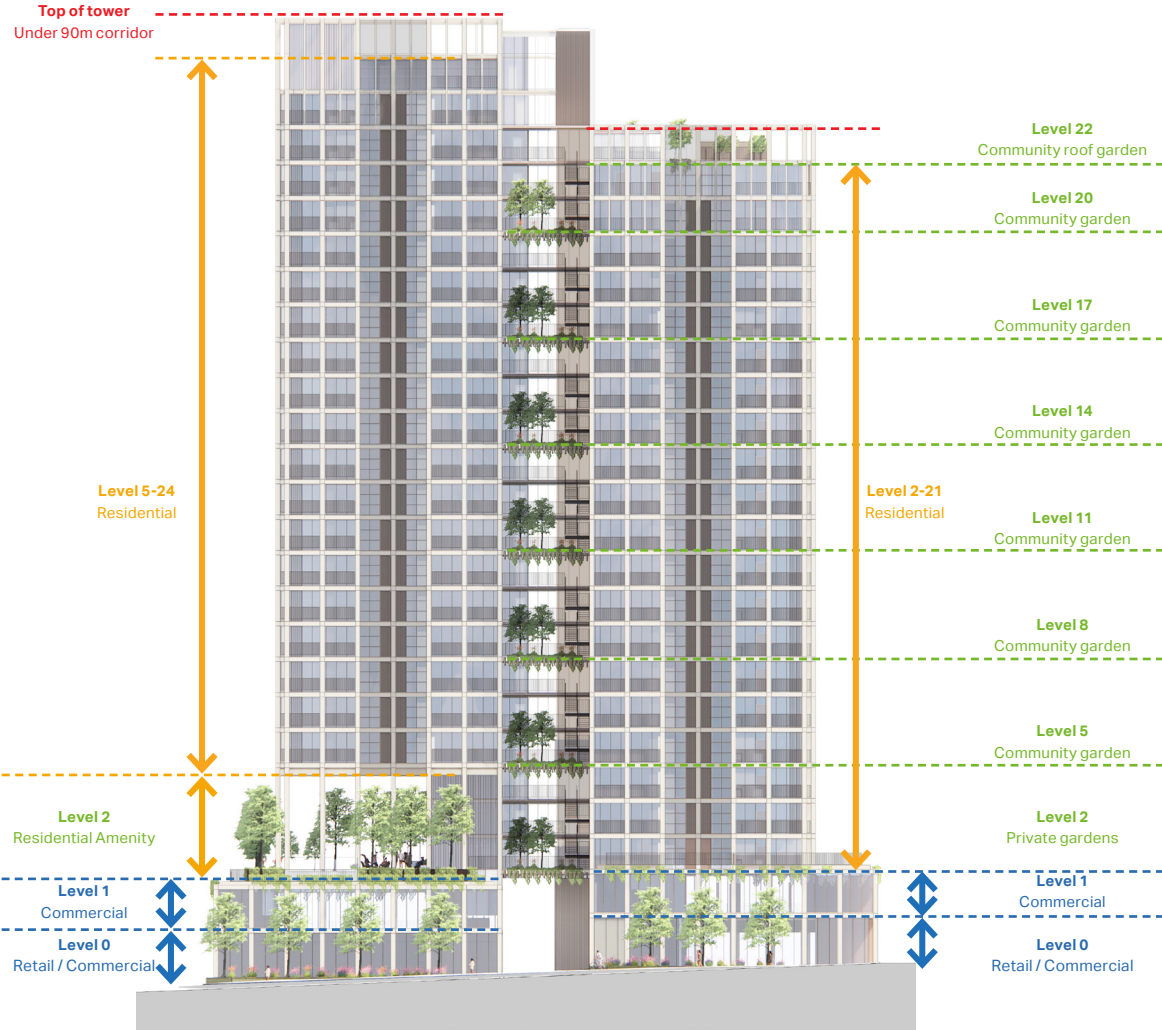 Top of tower
Under 90m corridor
Level 5-24
Residential
Level 2
Residential Amenity
Level 1
Commercial
Level 0
Retail / Commercial
Level 22
Community roof garden
Level 20
Community garden
Level 17
Community garden
Level 14
Community garden
Level 2-21
Residential
Level 11
Community garden
Level 8
Community garden
Level 5
Community garden
Level 2
Private gardens
Level 1
Commercial
Level 0
Retail / Commercial